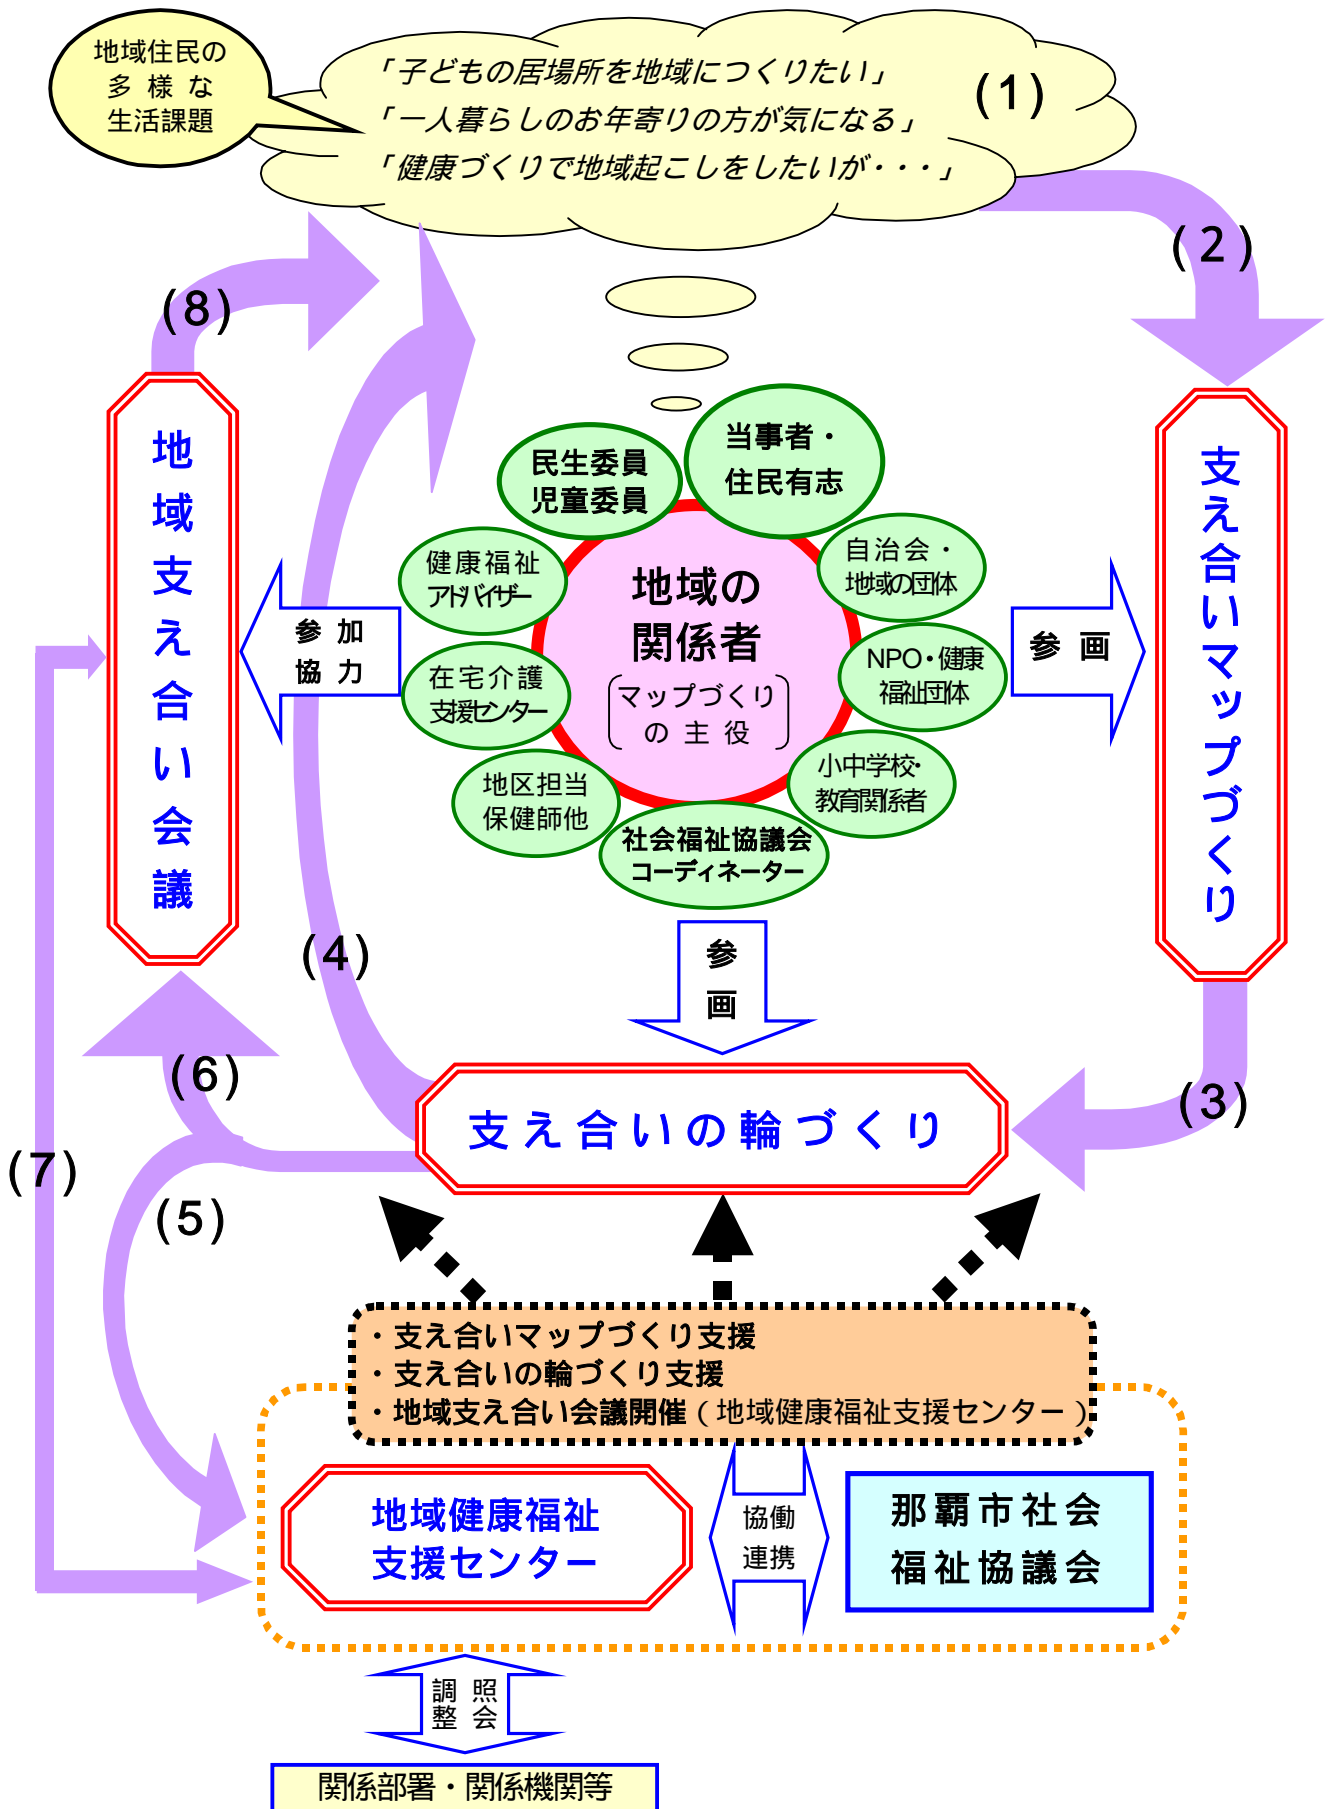 地域住民の
多 様 な
生活課題
「子どもの居場所を地域につくりたい」
「一人暮らしのお年寄りの方が気になる」
「健康づくりで地域起こしをしたいが・・・」
(1)
(2)
(8)
地域支え合い会議
支え合いマップづくり
民生委員
児童委員
当事者・
住民有志
健康福祉
アドバイザー
自治会・
地域の団体
地域の
関係者
マップづくり
の 主 役
参 加
協 力
参 画
在宅介護
支援センター
NPO・健康
福祉団体
地区担当
保健師他
小中学校・
教育関係者
社会福祉協議会
コーディネーター
(4)
参
画
(6)
(3)
支え合いの輪づくり
(7)
(5)
・支え合いマップづくり支援
・支え合いの輪づくり支援
・地域支え合い会議開催（地域健康福祉支援センター）
地域健康福祉
支援センター
協働
連携
那覇市社会
福祉協議会
調 照
整 会
関係部署・関係機関等